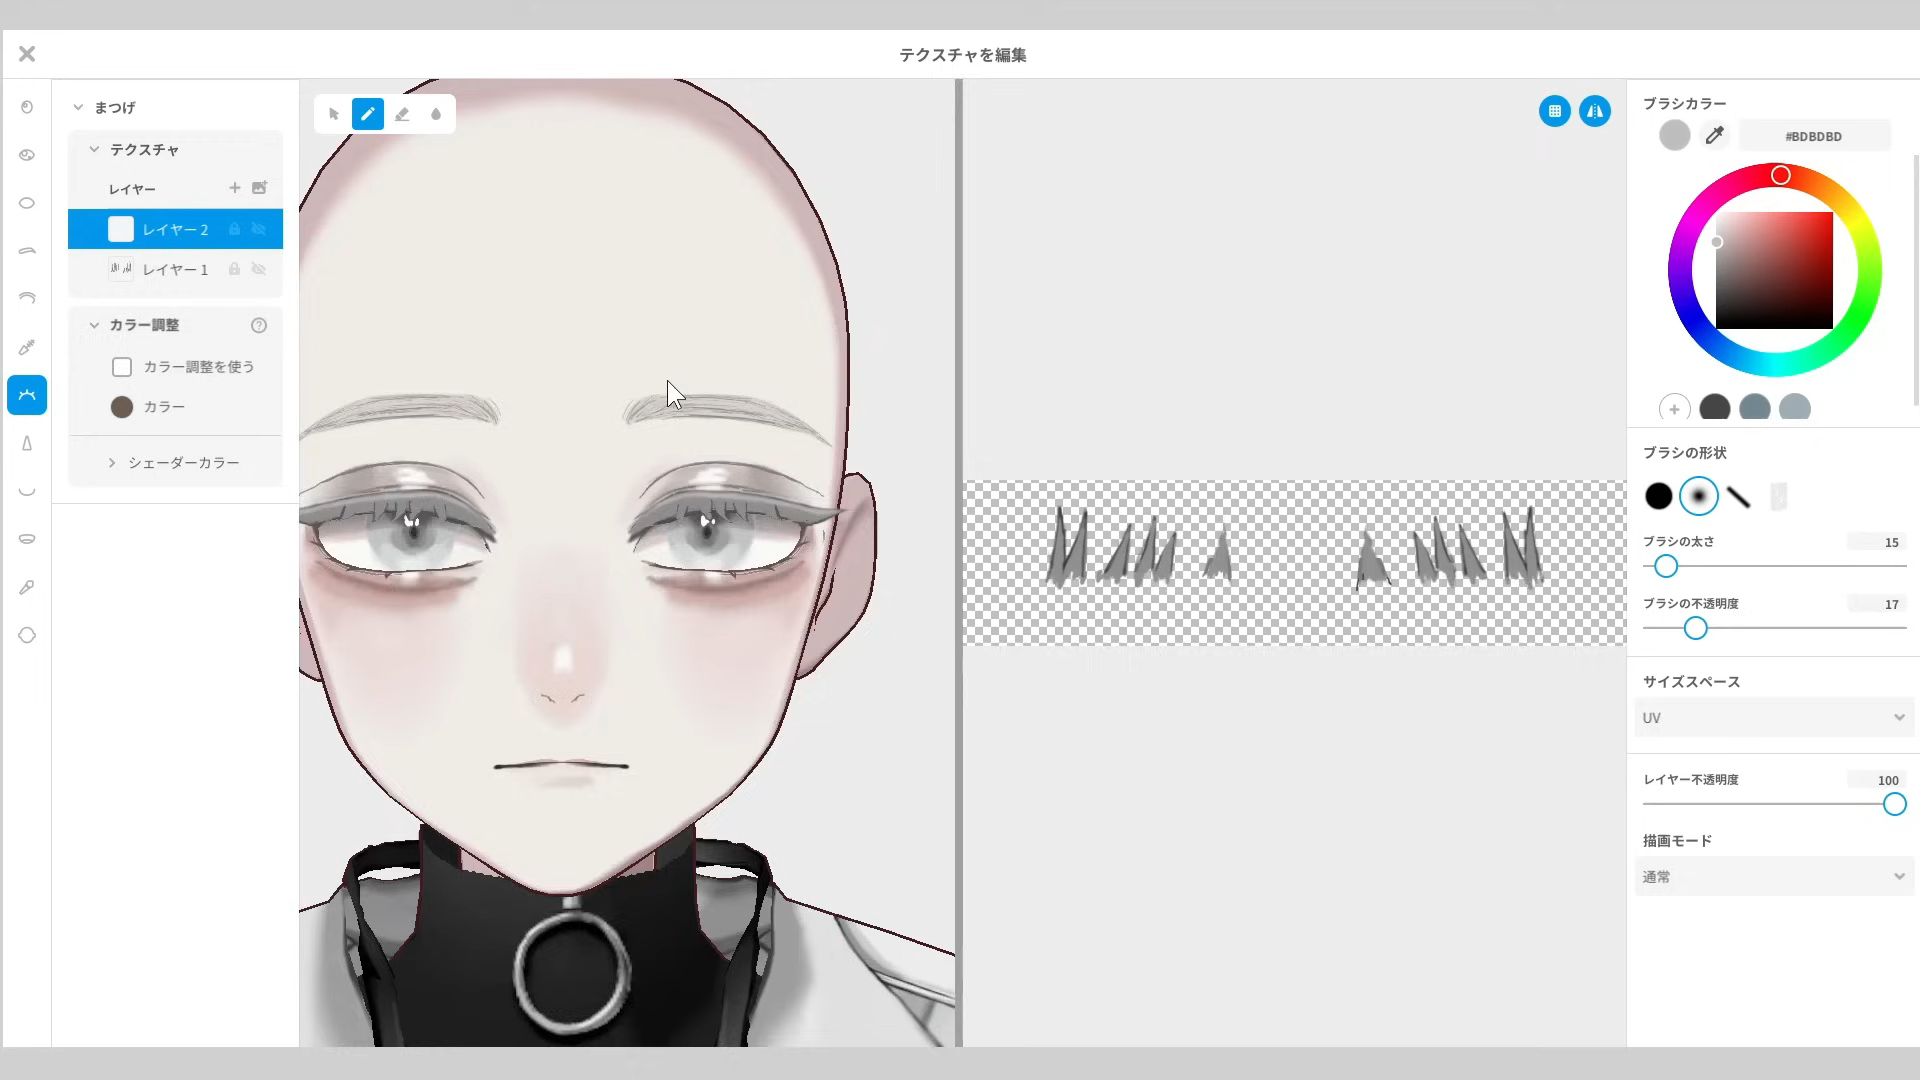 テクスチャを編集
まつげ
テクスチャ
レイヤー
レイヤー 2
レイヤー 1
カラー調整
カラー調整を使う
カラー
シェーダーカラー
ブラシカラー
#BDBDBD
ブラシの形状
ブラシの太さ 15
ブラシの不透明度 17
サイズスペース
UV
レイヤー不透明度 100
描画モード
通常